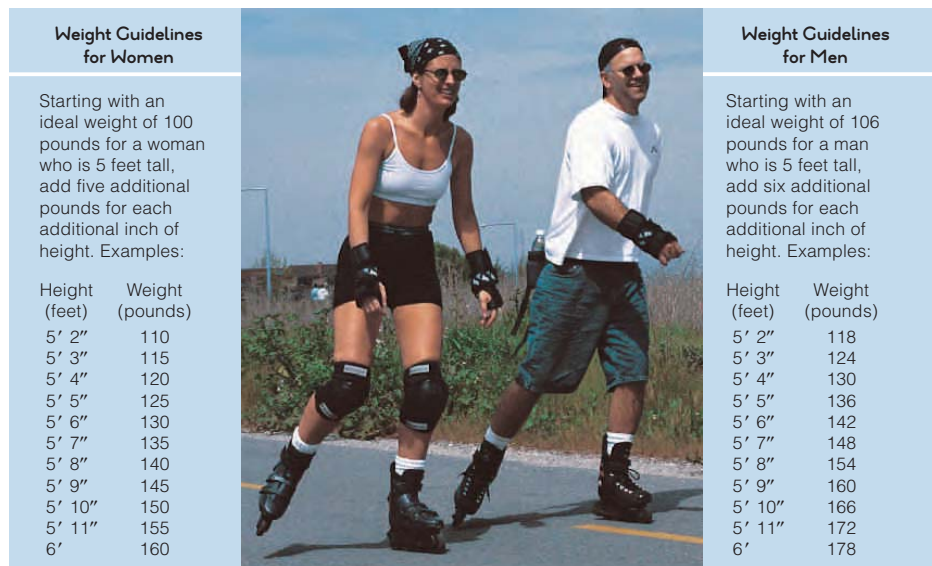 Weight Guidelines
for Women
Starting with an
ideal weight of 100
pounds for a woman
who is 5 feet tall,
add five additional
pounds for each
additional inch of
height. Examples:
Height Weight
(feet) (pounds)
5′ 2″ 110
5′ 3″ 115
5′ 4″ 120
5′ 5″ 125
5′ 6″ 130
5′ 7″ 135
5′ 8″ 140
5′ 9″ 145
5′ 10″ 150
5′ 11″ 155
6′ 160
Weight Guidelines
for Men
Starting with an
ideal weight of 106
pounds for a man
who is 5 feet tall,
add six additional
pounds for each
additional inch of
height. Examples:
Height Weight
(feet) (pounds)
5′ 2″ 118
5′ 3″ 124
5′ 4″ 130
5′ 5″ 136
5′ 6″ 142
5′ 7″ 148
5′ 8″ 154
5′ 9″ 160
5′ 10″ 166
5′ 11″ 172
6′ 178